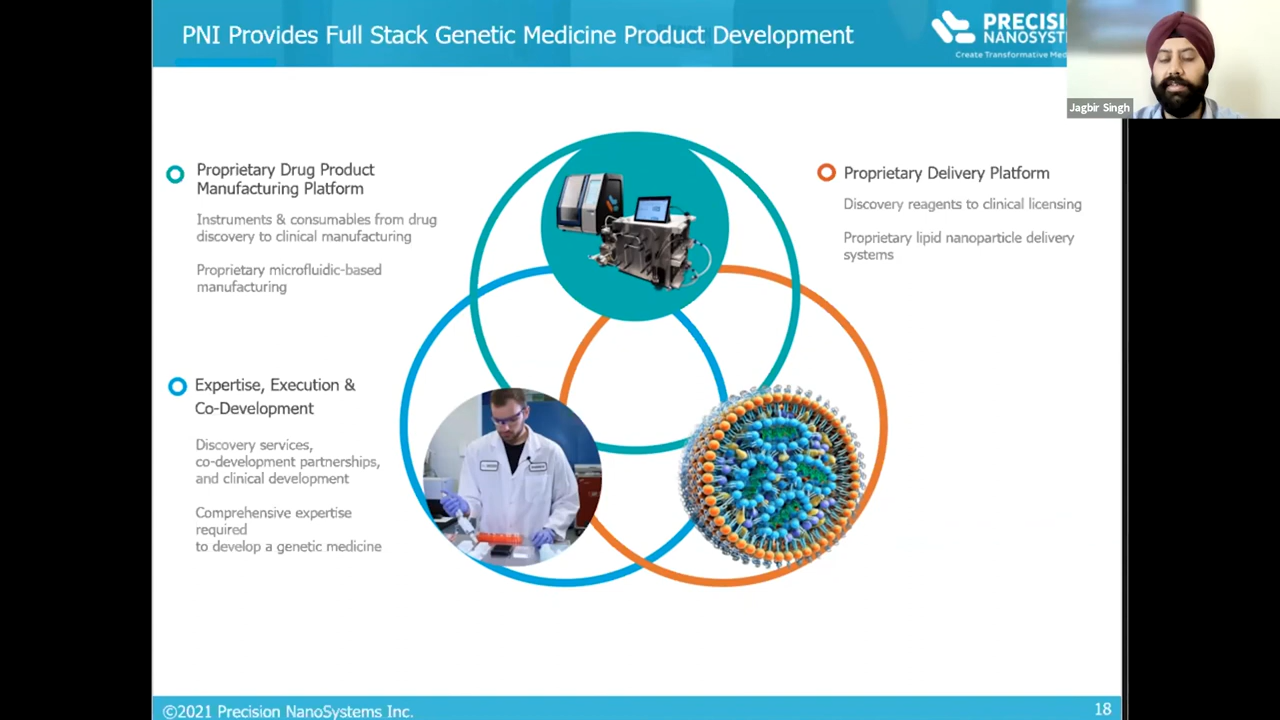 PNI Provides Full Stack Genetic Medicine Product Development
PRECISI
NANOSYST
Create Transformative Med
Jagbir Singh
Proprietary Drug Product
Manufacturing Platform
Instruments & consumables from drug
discovery to clinical manufacturing
Proprietary microfluidic-based
manufacturing
Proprietary Delivery Platform
Discovery reagents to clinical licensing
Proprietary lipid nanoparticle delivery
systems
Expertise, Execution &
Co-Development
Discovery services,
co-development partnerships,
and clinical development
Comprehensive expertise
required
to develop a genetic medicine
©2021 Precision NanoSystems Inc.
18